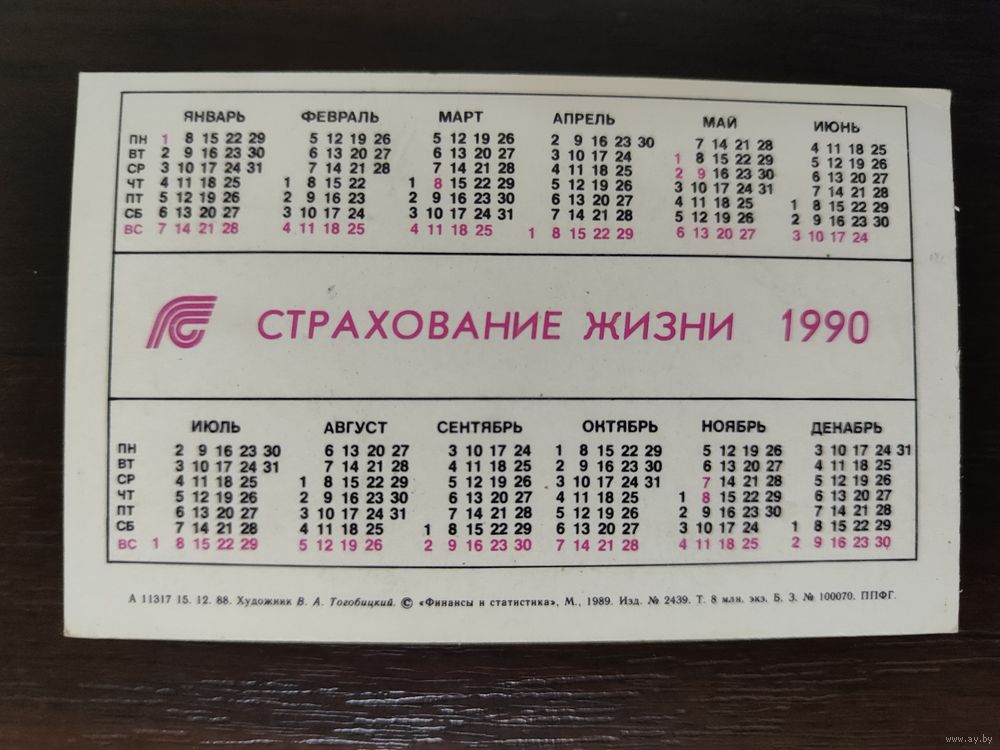 ЯНВАРЬ ФЕВРАЛЬ МАРТ АПРЕЛЬ МАЙ ИЮНЬ
ПН 1 8 15 22 29 5 12 19 26 5 12 19 26 2 9 16 23 30 7 14 21 28 4 11 18 25
ВТ 2 9 16 23 30 6 13 20 27 6 13 20 27 3 10 17 24 1 8 15 22 29 5 12 19 26
СР 3 10 17 24 31 7 14 21 28 7 14 21 28 4 11 18 25 2 9 16 23 30 6 13 20 27
ЧТ 4 11 18 25 1 8 15 22 1 8 15 22 29 5 12 19 26 3 10 17 24 31 7 14 21 28
ПТ 5 12 19 26 2 9 16 23 2 9 16 23 30 6 13 20 27 4 11 18 25 1 8 15 22 29
СБ 6 13 20 27 3 10 17 24 3 10 17 24 31 7 14 21 28 5 12 19 26 2 9 16 23 30
ВС 7 14 21 28 4 11 18 25 4 11 18 25 1 8 15 22 29 6 13 20 27 3 10 17 24
ГС СТРАХОВАНИЕ ЖИЗНИ 1990
ИЮЛЬ АВГУСТ СЕНТЯБРЬ ОКТЯБРЬ НОЯБРЬ ДЕКАБРЬ
ПН 2 9 16 23 30 6 13 20 27 3 10 17 24 1 8 15 22 29 5 12 19 26 3 10 17 24 31
ВТ 3 10 17 24 31 7 14 21 28 4 11 18 25 2 9 16 23 30 6 13 20 27 4 11 18 25
СР 4 11 18 25 1 8 15 22 29 5 12 19 26 3 10 17 24 31 7 14 21 28 5 12 19 26
ЧТ 5 12 19 26 2 9 16 23 30 6 13 20 27 4 11 18 25 1 8 15 22 29 6 13 20 27
ПТ 6 13 20 27 3 10 17 24 31 7 14 21 28 5 12 19 26 2 9 16 23 30 7 14 21 28
СБ 7 14 21 28 4 11 18 25 1 8 15 22 29 6 13 20 27 3 10 17 24 1 8 15 22 29
ВС 1 8 15 22 29 5 12 19 26 2 9 16 23 30 7 14 21 28 4 11 18 25 2 9 16 23 30
А 11317 15. 12. 88. Художник В. А. Тогобицкий. © «Финансы и статистика», М., 1989. Изд. № 2439. Т. 8 млн. экз. Б. З. № 100070. ППФГ.
www.ay.by